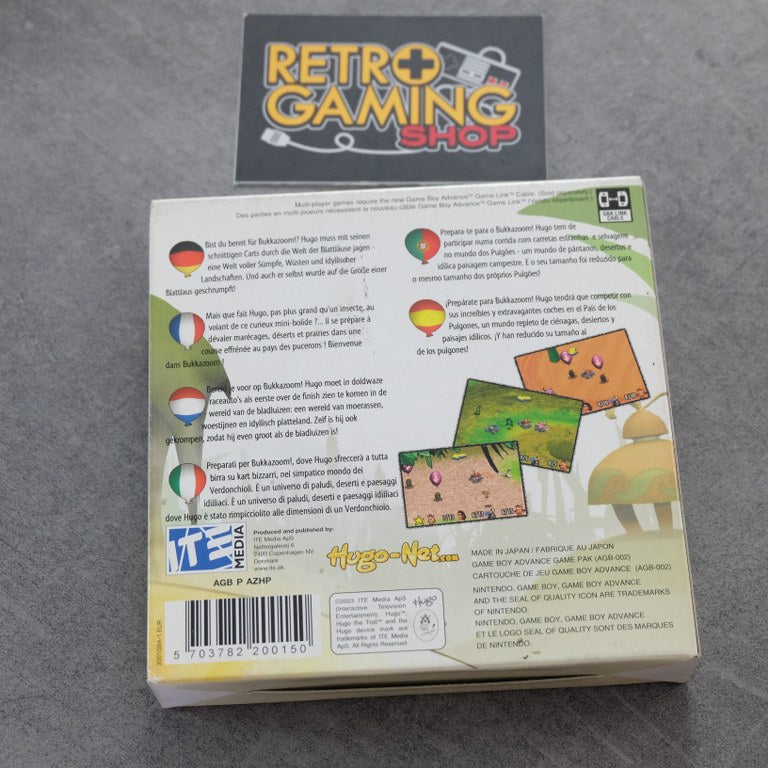 RETRO
GAMING
SHOP
Multi-player games require the new Game Boy Advance™ Game Link™ Cable. (Sold separately.)
Des parties en multi-joueurs nécessitent le nouveau câble Game Boy Advance™ Game Link™ (Vendu séparément)
GBA LINK
CABLE
Bist du bereit für Bukkazoom!? Hugo muss mit seinen
schnittigen Carts durch die Welt der Blattläuse jagen -
eine Welt voller Sümpfe, Wüsten und idyllischer
Landschaften. Und auch er selbst wurde auf die Größe einer
Blattlaus geschrumpft!
Mais que fait Hugo, pas plus grand qu'un insecte, au
volant de ce curieux mini-bolide ?... Il se prépare à
dévaler marécages, déserts et prairies dans une
course effrénée au pays des pucerons ! Bienvenue
dans Bukkazoom !
Bereid je voor op Bukkazoom! Hugo moet in doldwaze
raceauto's als eerste over de finish zien te komen in de
wereld van de bladluizen: een wereld van moerassen,
woestijnen en idyllisch platteland. Zelf is hij ook
gekrompen, zodat hij even groot als de bladluizen is!
Preparati per Bukkazoom!, dove Hugo sfreccerà a tutta
birra su kart bizzarri, nel simpatico mondo dei
Verdonchioli. È un universo di paludi, deserti e paesaggi
idilliaci. È un universo di paludi, deserti e paesaggi idilliaci
dove Hugo è stato rimpicciolito alle dimensioni di un Verdonchiolo.
Prepara-te para o Bukkazoom! Hugo tem de
participar numa corrida com carretas estranhas e selvagens
no mundo dos Pulgões - um mundo de pântanos, desertos e
idílica paisagem campestre. E o seu tamanho foi reduzido para
o mesmo tamanho dos próprios Pulgões!
¡Prepárate para Bukkazoom! Hugo tendrá que competir con
sus increíbles y extravagantes coches en el País de los
Pulgones, un mundo repleto de ciénagas, desiertos y
paisajes idílicos. ¡Y han reducido su tamaño al
de los pulgones!
ITE
MEDIA
Produced and published by:
ITE Media ApS
Nattergalevej 6
2400 Copenhagen NV
Denmark
www.ite.dk
Hugo-Net.com
AGB P AZHP
2001098A-1 EUR
5 703782 200150
©2003 ITE Media ApS
(Interactive Television
Entertainment). Hugo™,
Hugo the Troll™ and the
Hugo device mark are
trademarks of ITE Media
ApS. All Rights Reserved.
Hugo
MADE IN JAPAN / FABRIQUE AU JAPON
GAME BOY ADVANCE GAME PAK (AGB-002)
CARTOUCHE DE JEU GAME BOY ADVANCE (AGB-002)
NINTENDO, GAME BOY, GAME BOY ADVANCE
AND THE SEAL OF QUALITY ICON ARE TRADEMARKS
OF NINTENDO.
NINTENDO, GAME BOY, GAME BOY ADVANCE
ET LE LOGO SEAL OF QUALITY SONT DES MARQUES
DE NINTENDO.